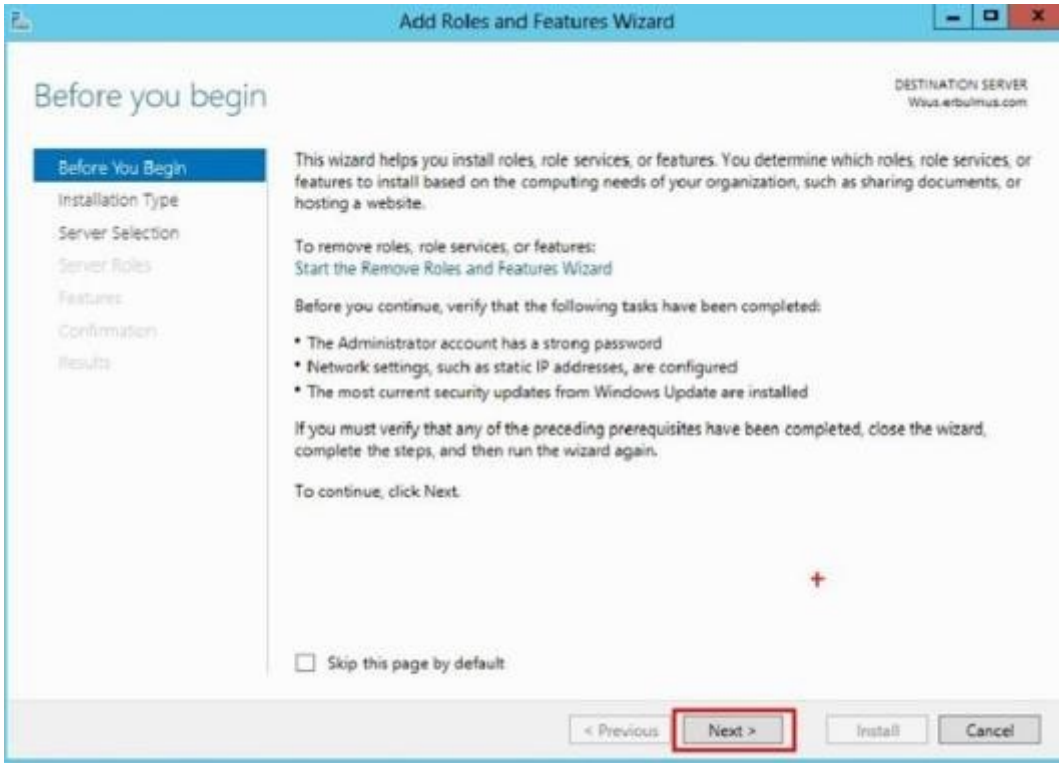 Add Roles and Features Wizard
Before you begin
DESTINATION SERVER
Wsus.erbulmus.com
Before You Begin
Installation Type
Server Selection
Server Roles
Features
Confirmation
Results
This wizard helps you install roles, role services, or features. You determine which roles, role services, or
features to install based on the computing needs of your organization, such as sharing documents, or
hosting a website.
To remove roles, role services, or features:
Start the Remove Roles and Features Wizard
Before you continue, verify that the following tasks have been completed:
• The Administrator account has a strong password
• Network settings, such as static IP addresses, are configured
• The most current security updates from Windows Update are installed
If you must verify that any of the preceding prerequisites have been completed, close the wizard,
complete the steps, and then run the wizard again.
To continue, click Next.
Skip this page by default
< Previous
Next >
Install
Cancel